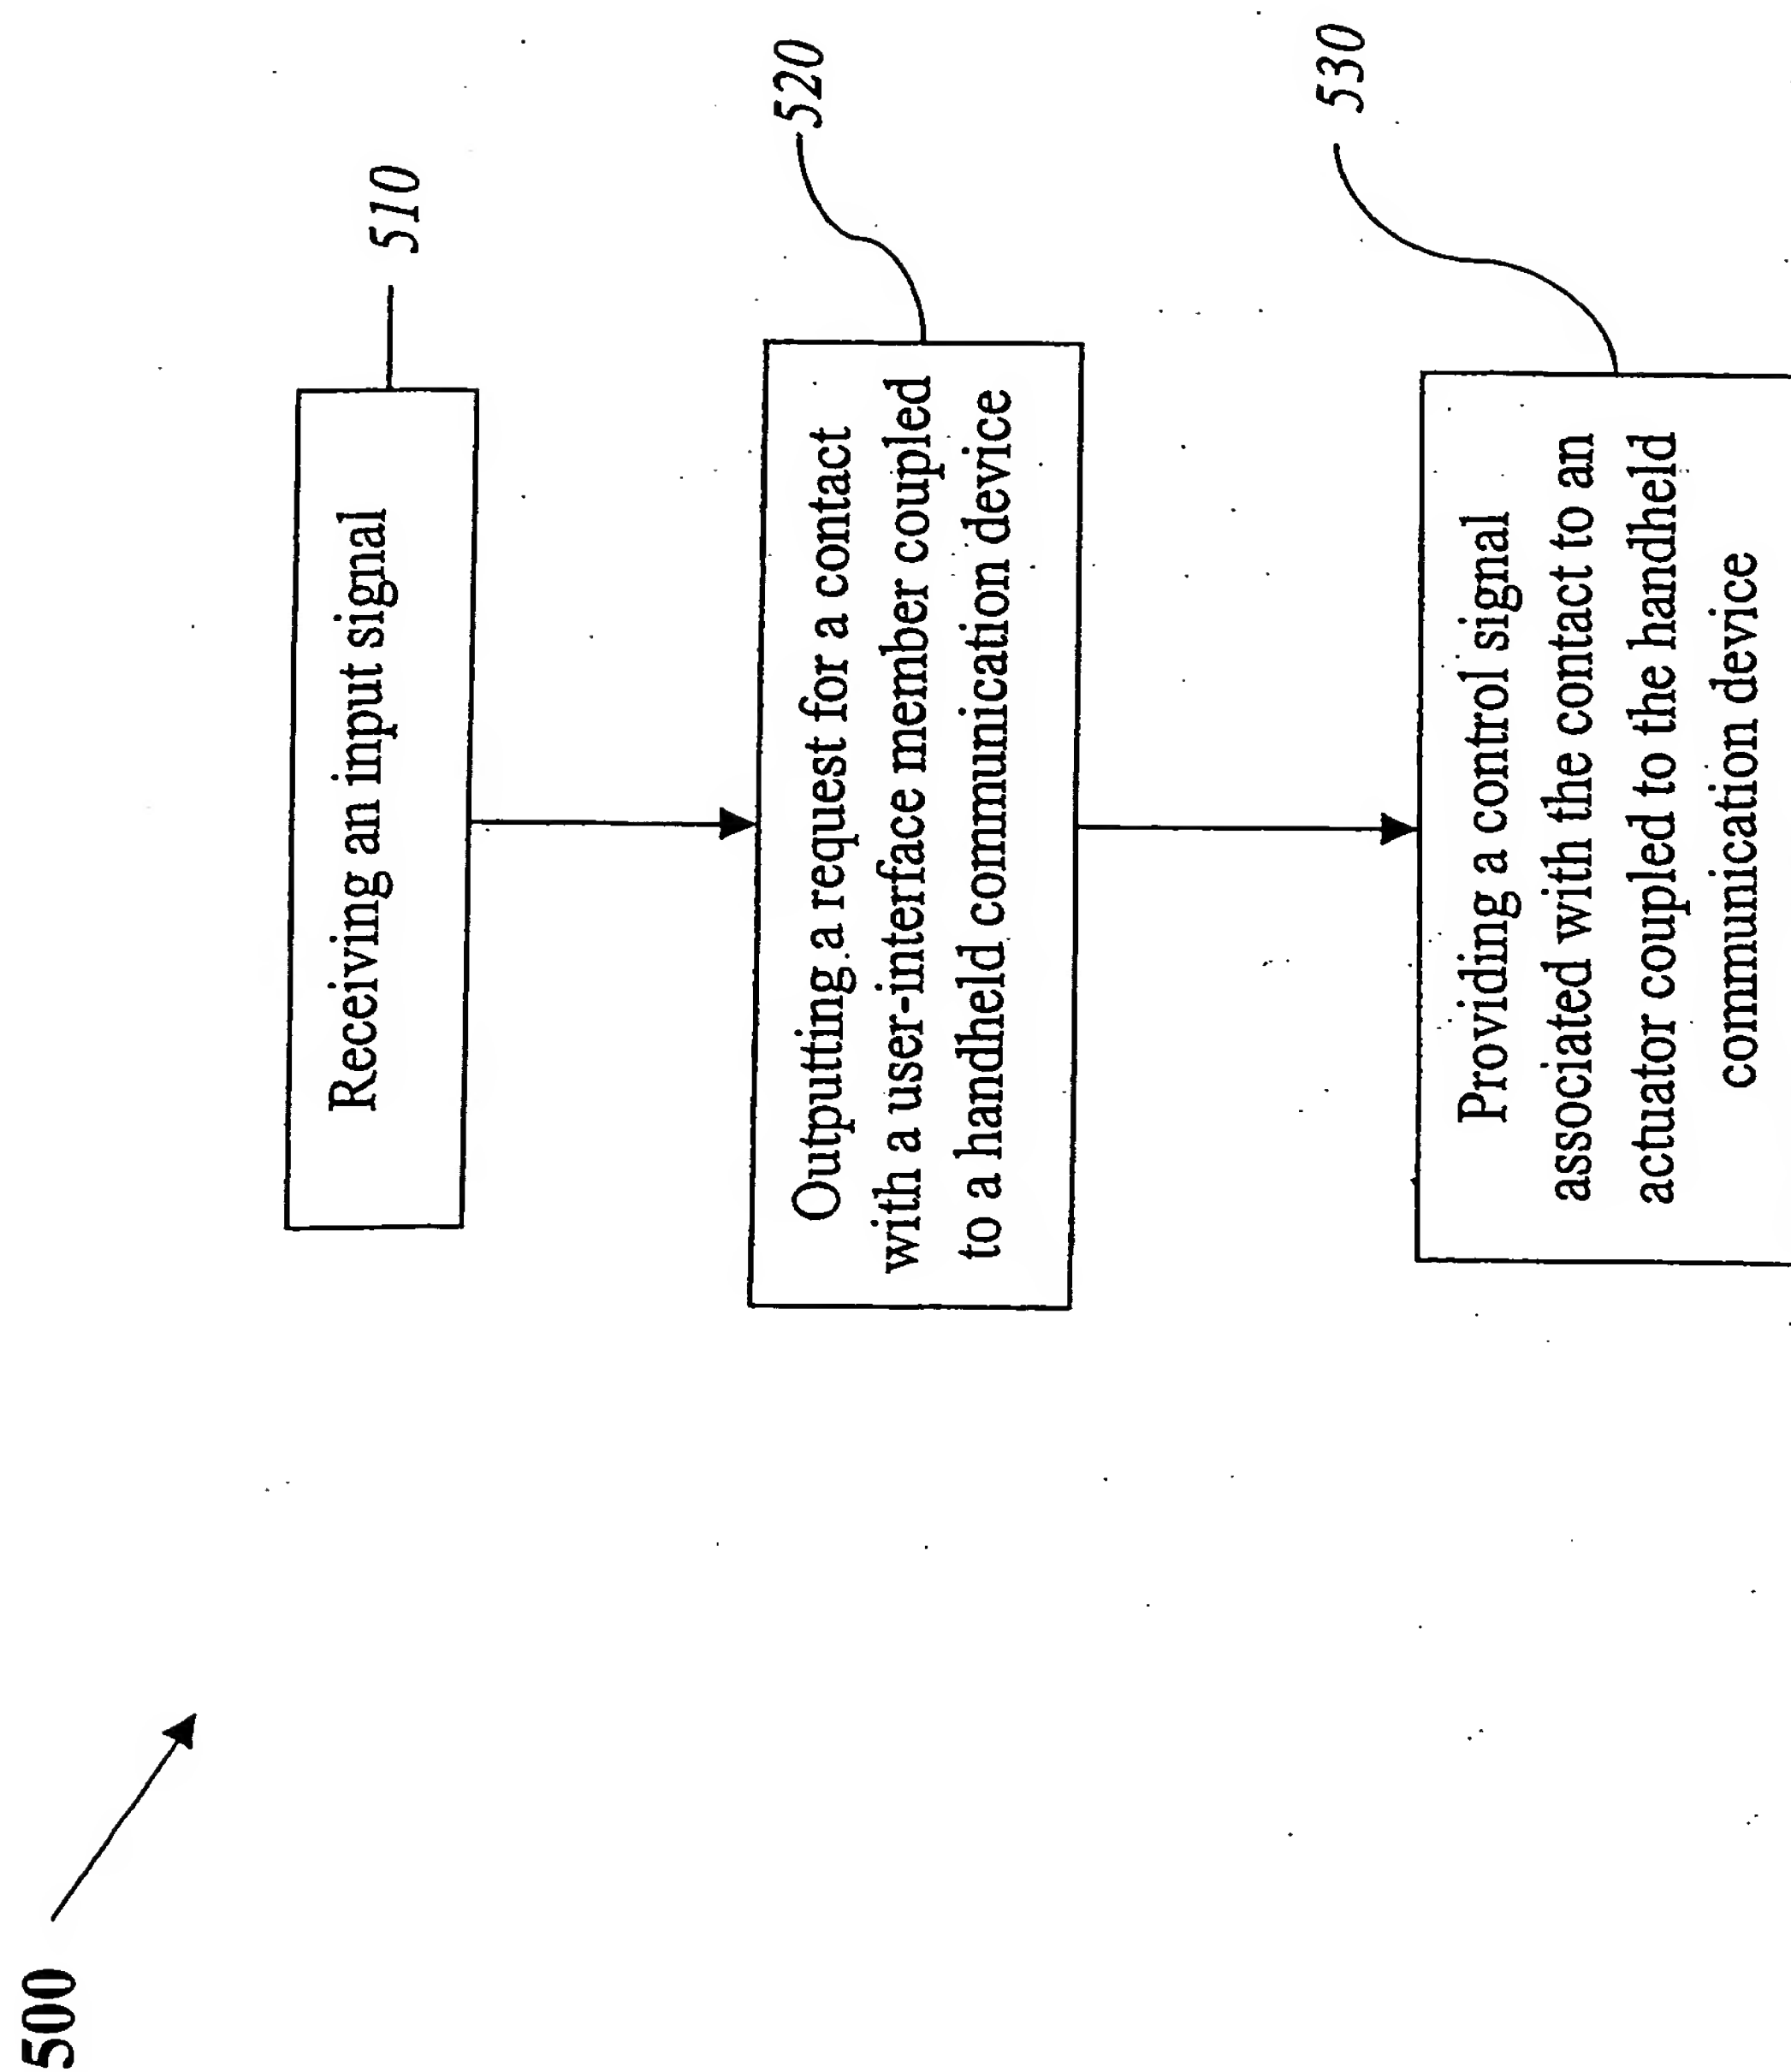 500
510
Receiving an input signal
520
Outputting a request for a contact
with a user-interface member coupled
to a handheld communication device
530
Providing a control signal
associated with the contact to an
actuator coupled to the handheld
communication device